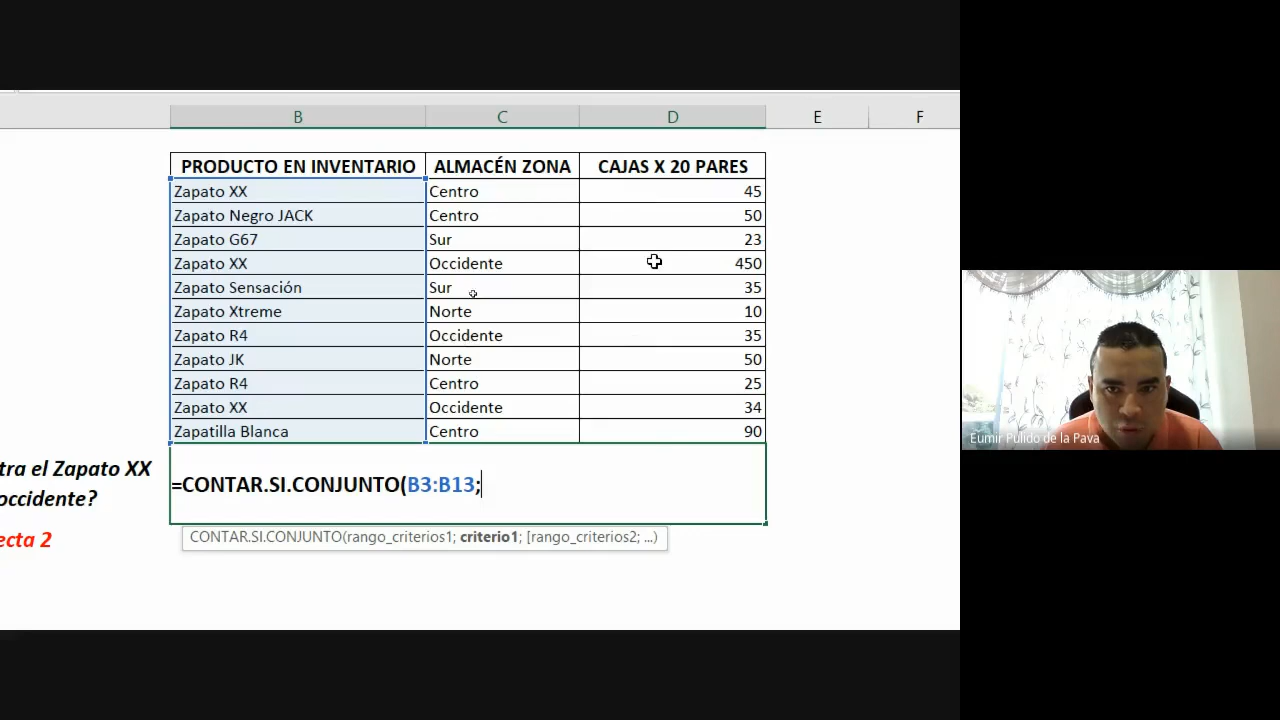 B C D E F
PRODUCTO EN INVENTARIO ALMACÉN ZONA CAJAS X 20 PARES
Zapato XX Centro 45
Zapato Negro JACK Centro 50
Zapato G67 Sur 23
Zapato XX Occidente 450
Zapato Sensación Sur 35
Zapato Xtreme Norte 10
Zapato R4 Occidente 35
Zapato JK Norte 50
Zapato R4 Centro 25
Zapato XX Occidente 34
Zapatilla Blanca Centro 90
el Zapato XX
occidente?
2
=CONTAR.SI.CONJUNTO(B3:B13;
CONTAR.SI.CONJUNTO(rango_criterios1; criterio1; [rango_criterios2; ...)
Eumir Pulido de la Pava